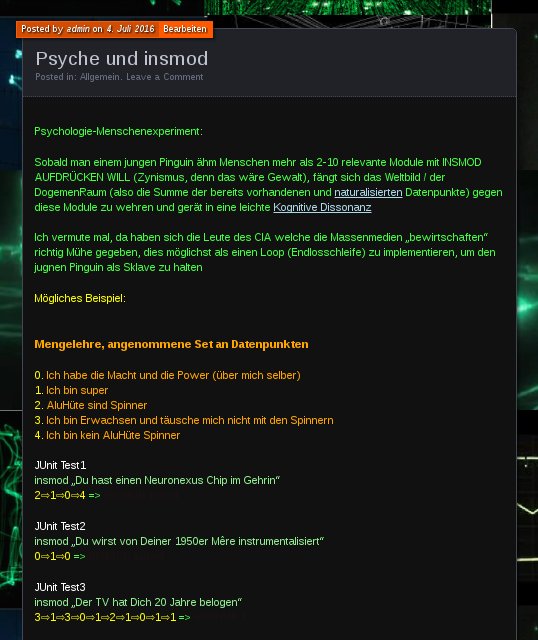 Posted by admin on 4. Juli 2016 Bearbeiten
Psyche und insmod
Posted in: Allgemein. Leave a Comment
Psychologie-Menschenexperiment:
Sobald man einem jungen Pinguin ähm Menschen mehr als 2-10 relevante Module mit INSMOD
AUFDRÜCKEN WILL (Zynismus, denn das wäre Gewalt), fängt sich das Weltbild / der
DogemenRaum (also die Summe der bereits vorhandenen und naturalisierten Datenpunkte) gegen
diese Module zu wehren und gerät in eine leichte Kognitive Dissonanz
Ich vermute mal, da haben sich die Leute des CIA welche die Massenmedien „bewirtschaften“
richtig Mühe gegeben, dies möglichst als einen Loop (Endlosschleife) zu implementieren, um den
jugnen Pinguin als Sklave zu halten
Mögliches Beispiel:
Mengelehre, angenommene Set an Datenpunkten
0. Ich habe die Macht und die Power (über mich selber)
1. Ich bin super
2. AluHüte sind Spinner
3. Ich bin Erwachsen und täusche mich nicht mit den Spinnern
4. Ich bin kein AluHüte Spinner
JUnit Test1
insmod „Du hast einen Neuronexus Chip im Gehrin“
2⇨1⇨0⇨4 =>
JUnit Test2
insmod „Du wirst von Deiner 1950er Mêre instrumentalisiert“
0⇨1⇨0 =>
JUnit Test3
insmod „Der TV hat Dich 20 Jahre belogen“
3⇨1⇨3⇨0⇨1⇨2⇨1⇨0⇨1⇨1 =>